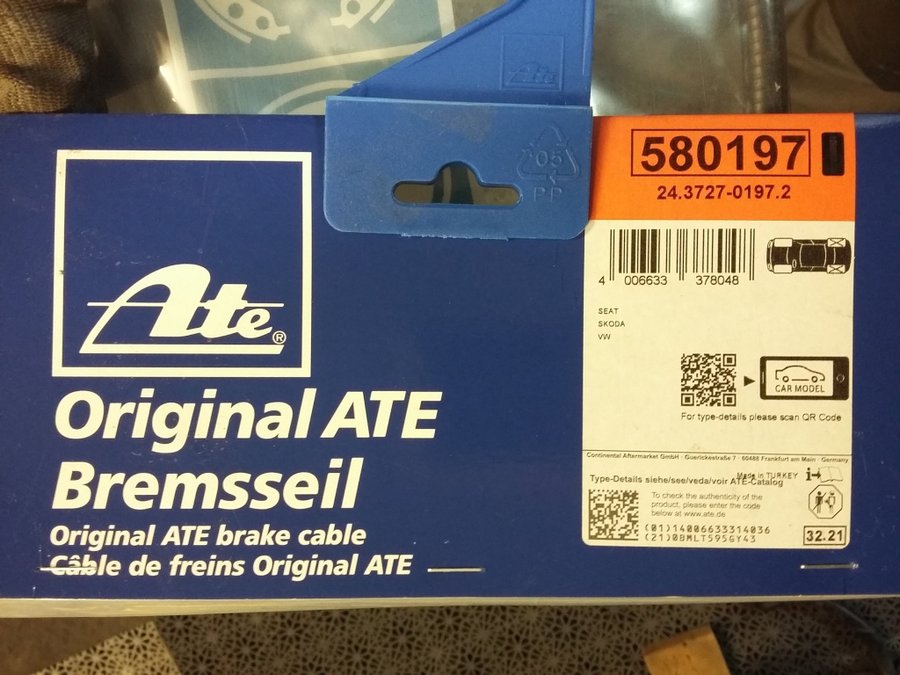 Ate
05
PP
580197
24.3727-0197.2
4 006633 378048
SEAT
SKODA
VW
CAR MODEL
For type-details please scan QR Code
Continental Aftermarket GmbH · Guerickestraße 7 · 60488 Frankfurt am Main · Germany
Made in TURKEY
Type-Details siehe/see/veda/voir ATE-Catalog
To check the authenticity of the
product, please enter the code
below at www.ate.de
(01)14006633314036
(21)0BMLT595GY43
32.21
Ate®
Original ATE
Bremsseil
Original ATE brake cable
Câble de freins Original ATE